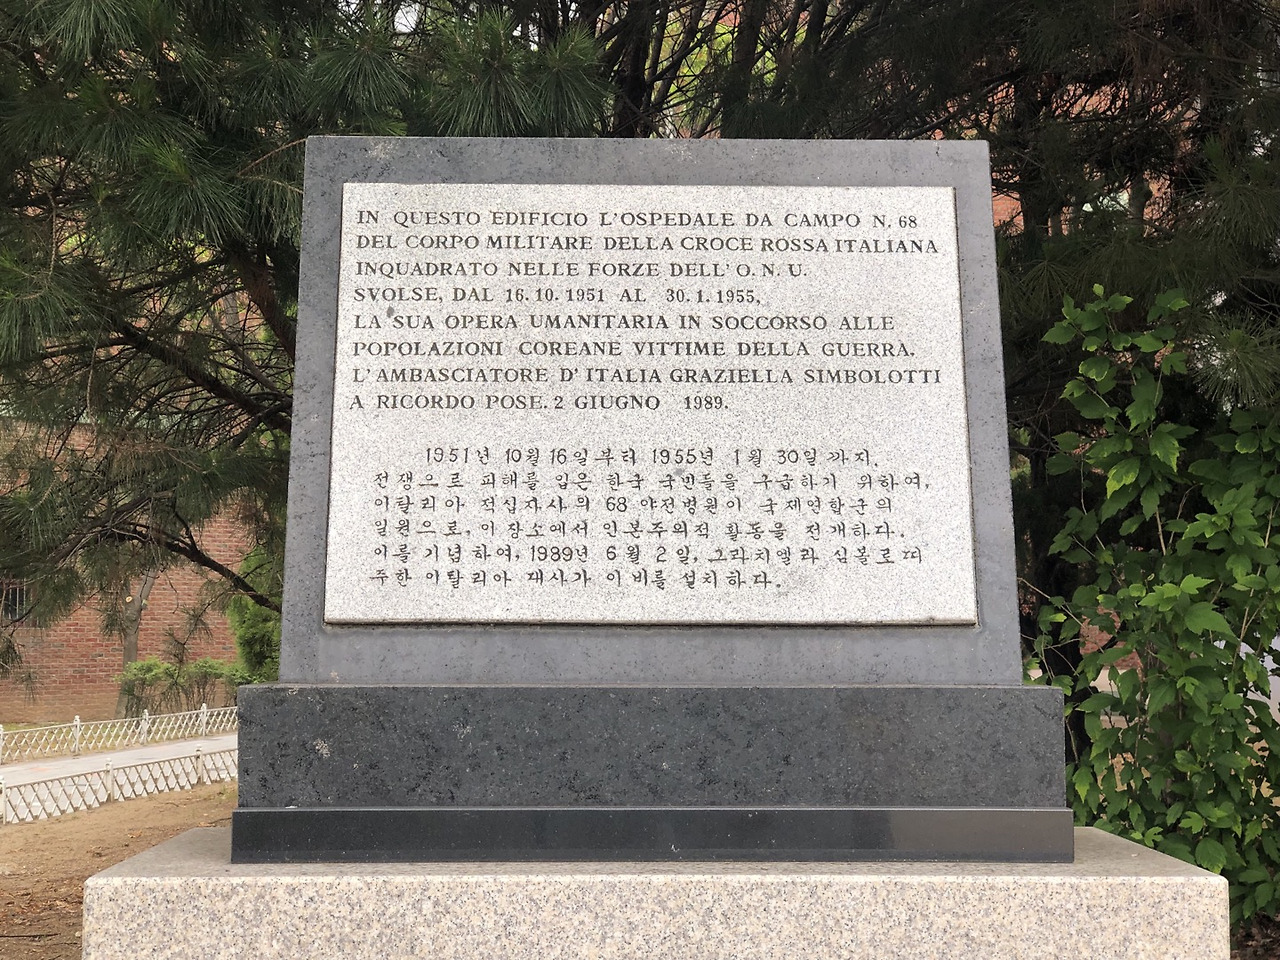 IN QUESTO EDIFICIO L'OSPEDALE DA CAMPO N. 68
DEL CORPO MILITARE DELLA CROCE ROSSA ITALIANA
INQUADRATO NELLE FORZE DELL' O. N. U.
SVOLSE, DAL 16. 10. 1951 AL 30. 1. 1955,
LA SUA OPERA UMANITARIA IN SOCCORSO ALLE
POPOLAZIONI COREANE VITTIME DELLA GUERRA.
L'AMBASCIATORE D' ITALIA GRAZIELLA SIMBOLOTTI
A RICORDO POSE. 2 GIUGNO 1989.
1951년 10월 16일부터 1955년 1월 30일까지,
전쟁으로 피해를 입은 한국 국민들을 구급하기 위하여,
이탈리아 적십자사의 68 야전병원이 국제연합군의
일원으로, 이 장소에서 인본주의적 활동을 전개하다.
이를 기념하여, 1989년 6월 2일, 그라치엘라 심볼로띠
주한 이탈리아 대사가 이 비를 설치하다.